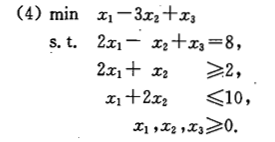 (4) min x₁-3x₂+x₃
s. t. 2x₁- x₂+x₃=8,
2x₁+ x₂ ≥2,
x₁+2x₂ ≤10,
x₁,x₂,x₃≥0.